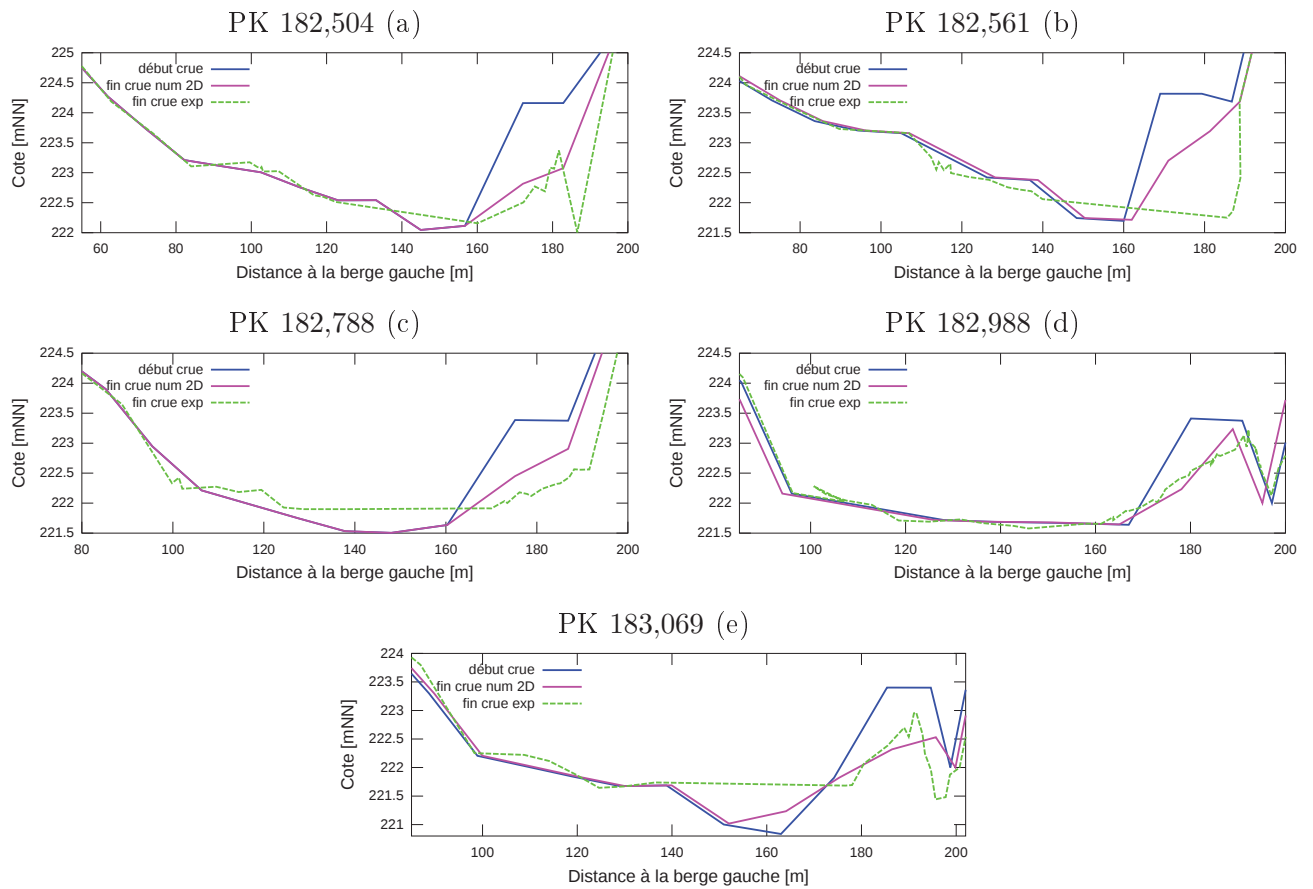 PK 182,504 (a)
225
224.5
224
223.5
223
222.5
222
60
80
100
120
140
160
180
200
Cote [mNN]
Distance à la berge gauche [m]
début crue
fin crue num 2D
fin crue exp
PK 182,561 (b)
224.5
224
223.5
223
222.5
222
221.5
80
100
120
140
160
180
200
Cote [mNN]
Distance à la berge gauche [m]
début crue
fin crue num 2D
fin crue exp
PK 182,788 (c)
224.5
224
223.5
223
222.5
222
221.5
80
100
120
140
160
180
200
Cote [mNN]
Distance à la berge gauche [m]
début crue
fin crue num 2D
fin crue exp
PK 182,988 (d)
224.5
224
223.5
223
222.5
222
221.5
100
120
140
160
180
200
Cote [mNN]
Distance à la berge gauche [m]
début crue
fin crue num 2D
fin crue exp
PK 183,069 (e)
224
223.5
223
222.5
222
221.5
221
100
120
140
160
180
200
Cote [mNN]
Distance à la berge gauche [m]
début crue
fin crue num 2D
fin crue exp